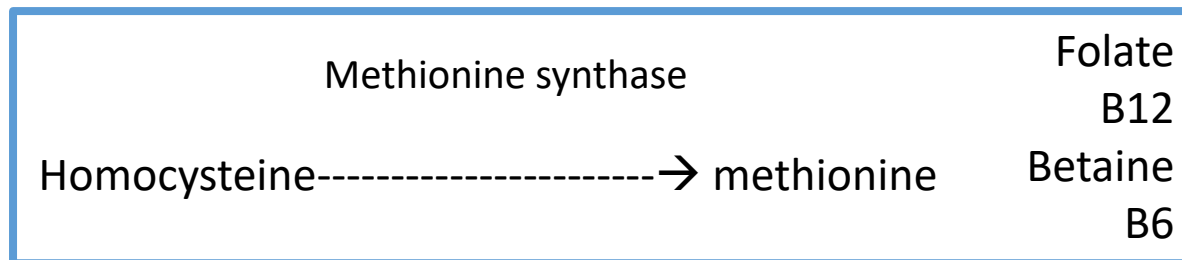 Methionine synthase
Homocysteine-----------------------→ methionine
Folate
B12
Betaine
B6